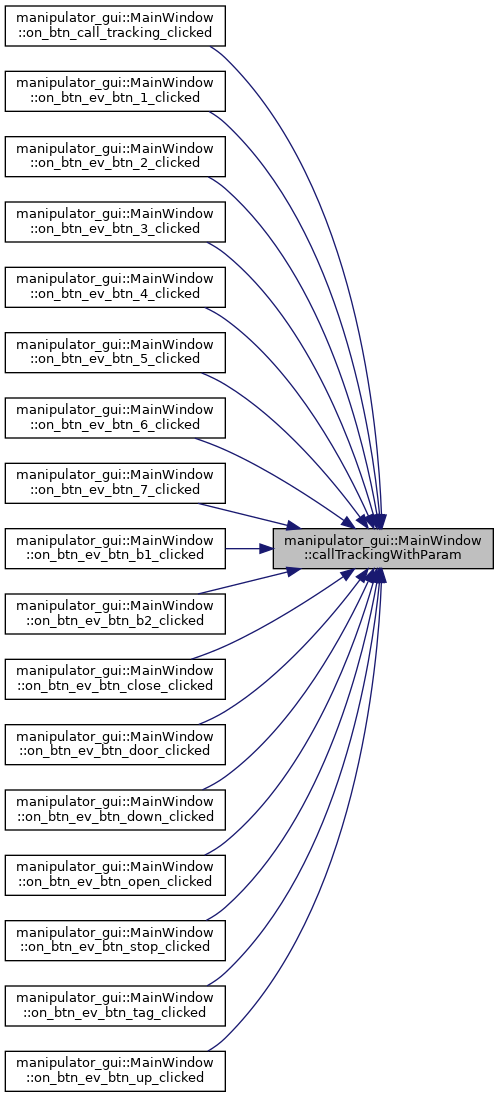 manipulator_gui::MainWindow
::on_btn_call_tracking_clicked
manipulator_gui::MainWindow
::on_btn_ev_btn_1_clicked
manipulator_gui::MainWindow
::on_btn_ev_btn_2_clicked
manipulator_gui::MainWindow
::on_btn_ev_btn_3_clicked
manipulator_gui::MainWindow
::on_btn_ev_btn_4_clicked
manipulator_gui::MainWindow
::on_btn_ev_btn_5_clicked
manipulator_gui::MainWindow
::on_btn_ev_btn_6_clicked
manipulator_gui::MainWindow
::on_btn_ev_btn_7_clicked
manipulator_gui::MainWindow
::on_btn_ev_btn_b1_clicked
manipulator_gui::MainWindow
::callTrackingWithParam
manipulator_gui::MainWindow
::on_btn_ev_btn_b2_clicked
manipulator_gui::MainWindow
::on_btn_ev_btn_close_clicked
manipulator_gui::MainWindow
::on_btn_ev_btn_door_clicked
manipulator_gui::MainWindow
::on_btn_ev_btn_down_clicked
manipulator_gui::MainWindow
::on_btn_ev_btn_open_clicked
manipulator_gui::MainWindow
::on_btn_ev_btn_stop_clicked
manipulator_gui::MainWindow
::on_btn_ev_btn_tag_clicked
manipulator_gui::MainWindow
::on_btn_ev_btn_up_clicked